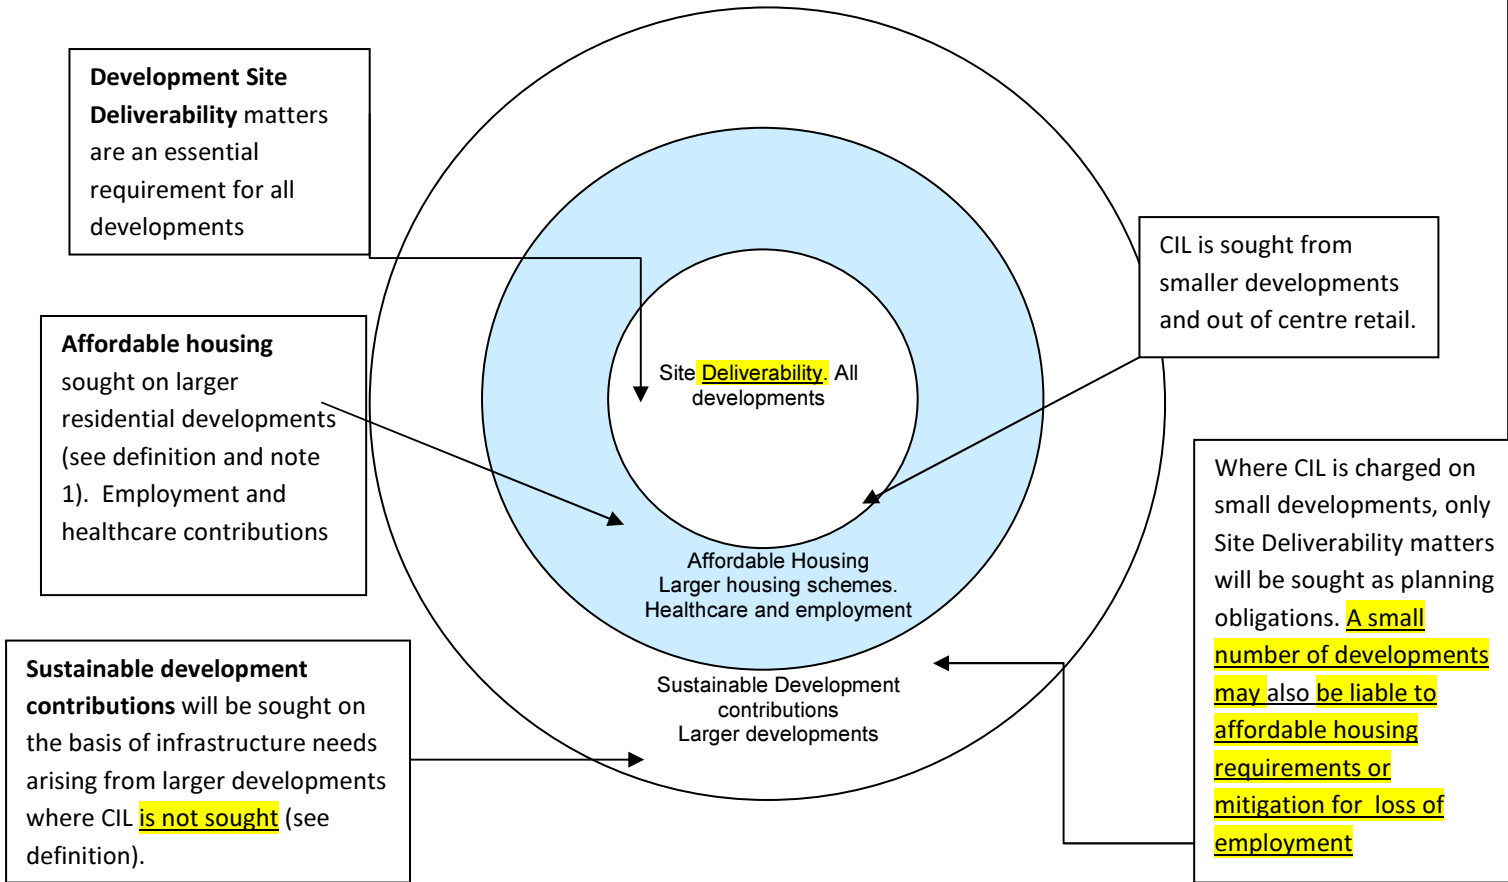 Development Site
Deliverability matters
are an essential
requirement for all
developments
Affordable housing
sought on larger
residential developments
(see definition and note
1).  Employment and
healthcare contributions
Sustainable development
contributions will be sought on
the basis of infrastructure needs
arising from larger developments
where CIL is not sought (see
definition).
Site Deliverability. All
developments
Affordable Housing
Larger housing schemes.
Healthcare and employment
Sustainable Development
contributions
Larger developments
CIL is sought from
smaller developments
and out of centre retail.
Where CIL is charged on
small developments, only
Site Deliverability matters
will be sought as planning
obligations. A small
number of developments
may also be liable to
affordable housing
requirements or
mitigation for  loss of
employment